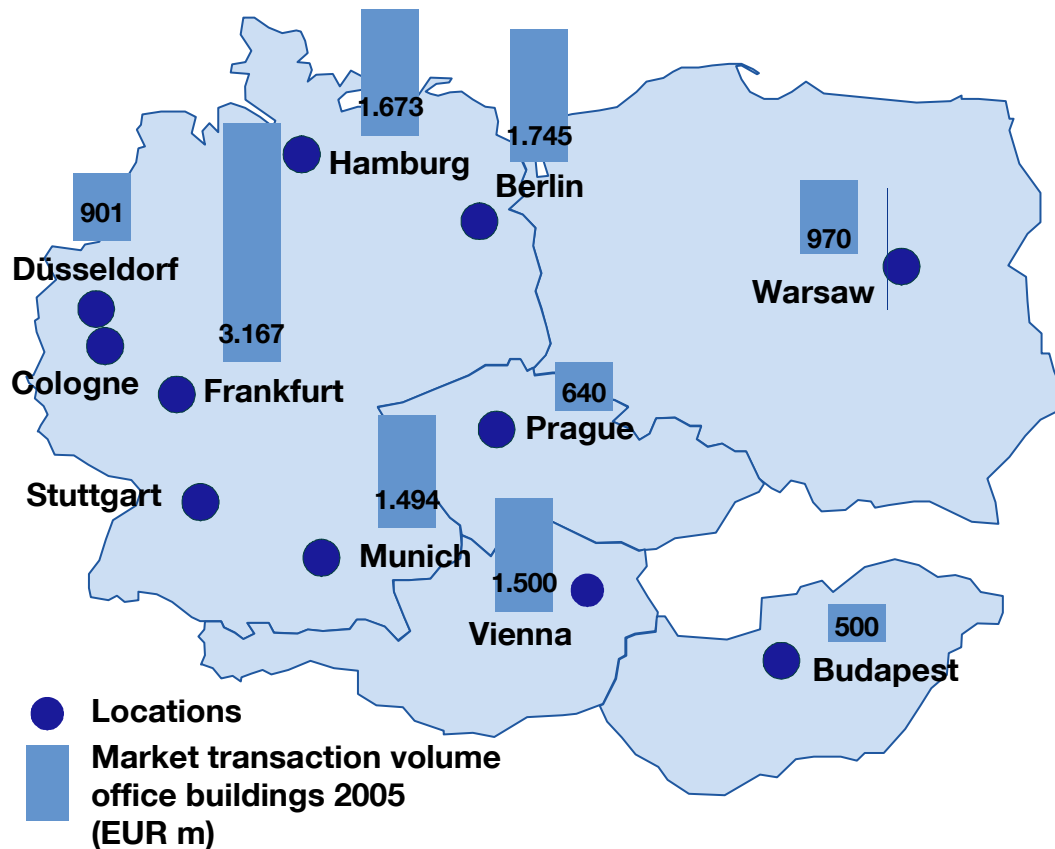 1.673
Hamburg
1.745
Berlin
901
Düsseldorf
3.167
970
Warsaw
Cologne
Frankfurt
640
Prague
Stuttgart
1.494
Munich
1.500
Vienna
500
Budapest
Locations
Market transaction volume
office buildings 2005
(EUR m)